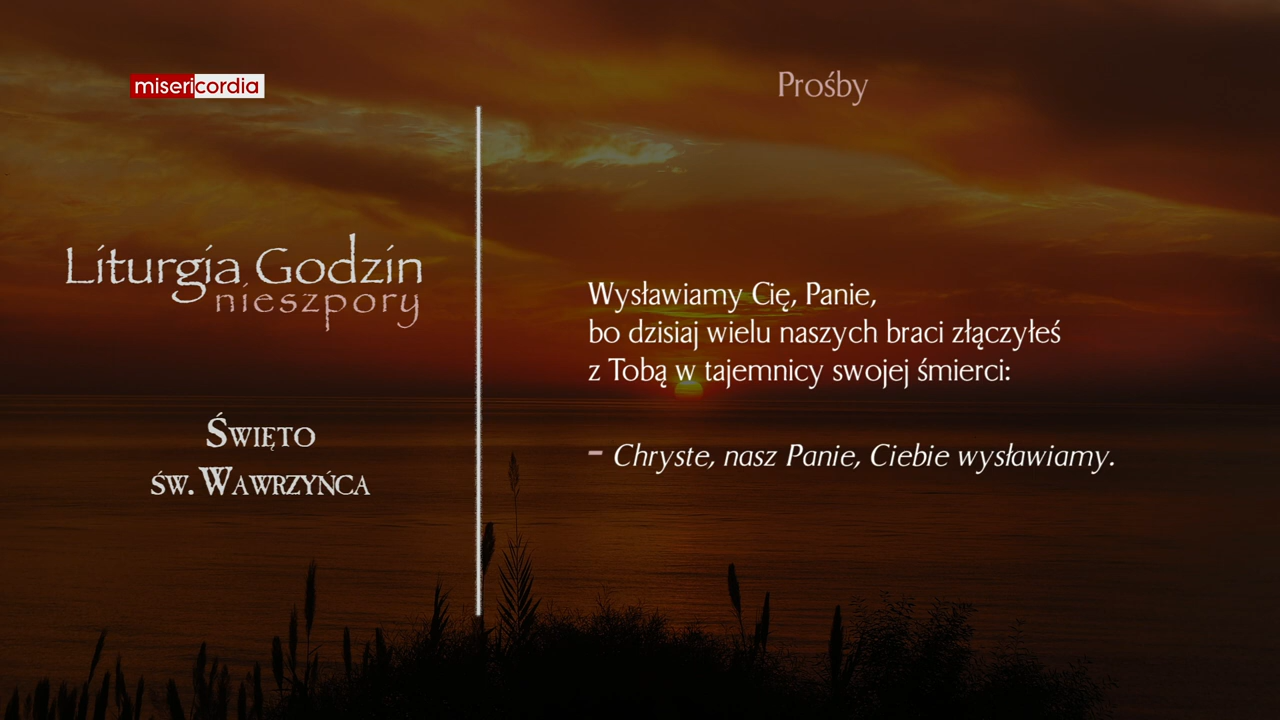 misericordia
Prośby
Liturgia Godzin
nieszpory
Święto
św. Wawrzyńca
Wysławiamy Cię, Panie,
bo dzisiaj wielu naszych braci złączyłeś
z Tobą w tajemnicy swojej śmierci:
– Chryste, nasz Panie, Ciebie wysławiamy.